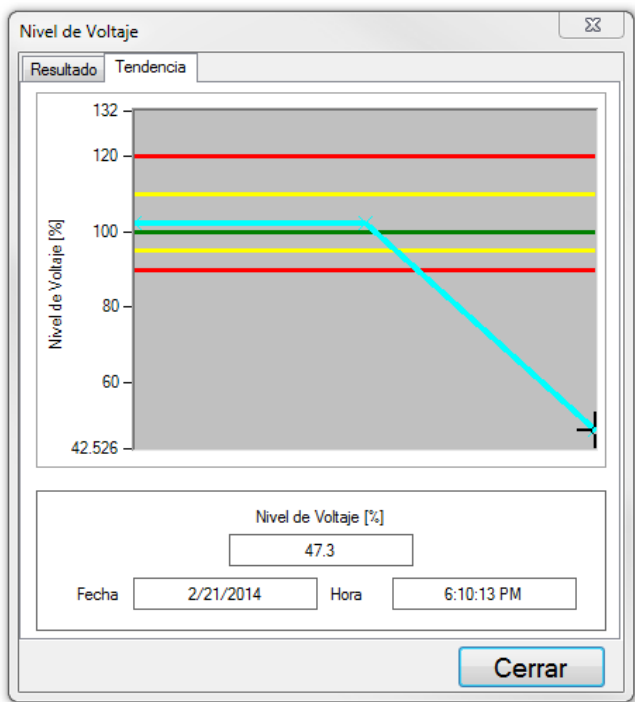 Nivel de Voltaje
Resultado Tendencia
132
120
100
80
60
42.526
Nivel de Voltaje [%]
Nivel de Voltaje [%]
47.3
Fecha 2/21/2014 Hora 6:10:13 PM
Cerrar